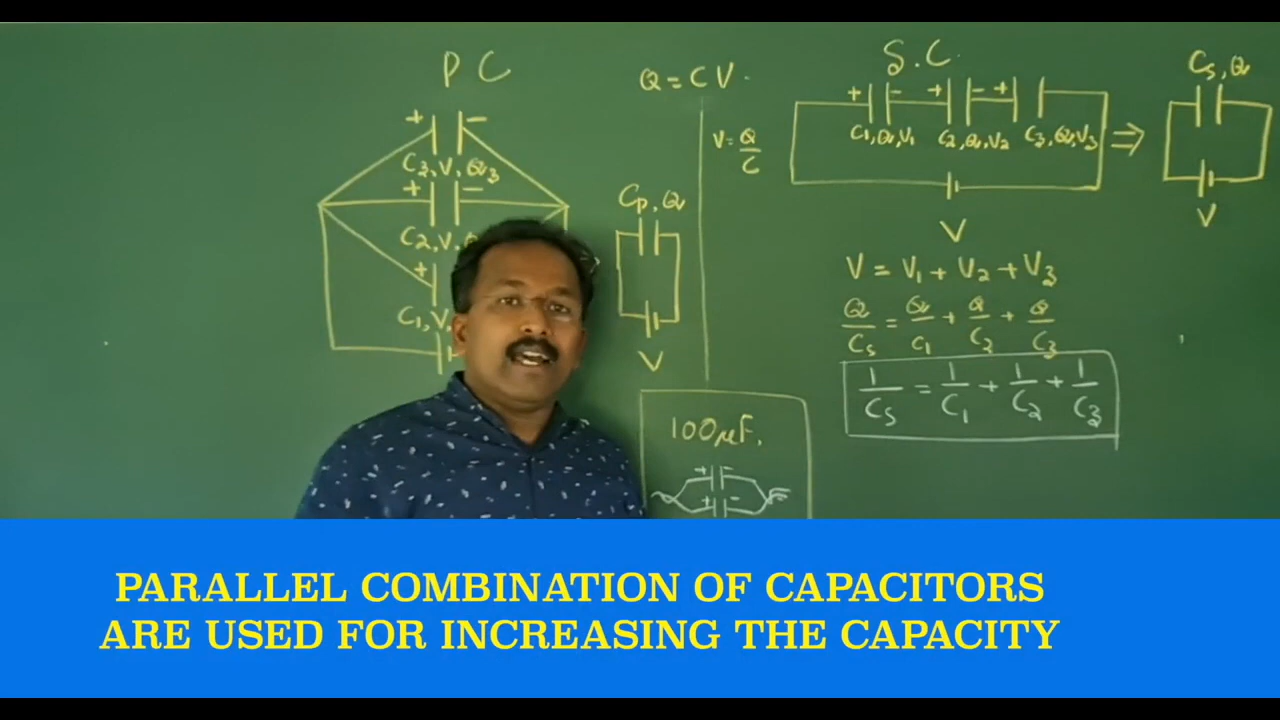 P C
C3, V, Q3
C2, V,
C1, V,
Q = CV
V = Q/C
Cp, Q
V
100μF.
S.C.
C1, Q, V1 C2, Q, V2 C3, Q, V3
V
Cs, Q
V
V = V1 + V2 + V3
Q/Cs = Q/C1 + Q/C2 + Q/C3
1/Cs = 1/C1 + 1/C2 + 1/C3
PARALLEL COMBINATION OF CAPACITORS
ARE USED FOR INCREASING THE CAPACITY